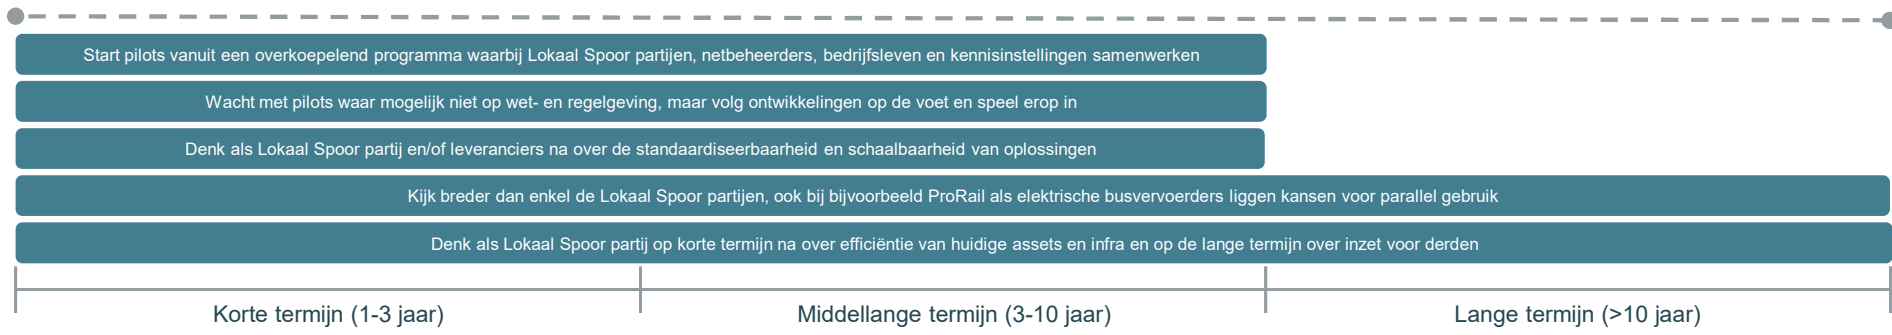 Start pilots vanuit een overkoepelend programma waarbij Lokaal Spoor partijen, netbeheerders, bedrijfsleven en kennisinstellingen samenwerken
Wacht met pilots waar mogelijk niet op wet- en regelgeving, maar volg ontwikkelingen op de voet en speel erop in
Denk als Lokaal Spoor partij en/of leveranciers na over de standaardiseerbaarheid en schaalbaarheid van oplossingen
Kijk breder dan enkel de Lokaal Spoor partijen, ook bij bijvoorbeeld ProRail als elektrische busvervoerders liggen kansen voor parallel gebruik
Denk als Lokaal Spoor partij op korte termijn na over efficiëntie van huidige assets en infra en op de lange termijn over inzet voor derden
Korte termijn (1-3 jaar)
Middellange termijn (3-10 jaar)
Lange termijn (>10 jaar)